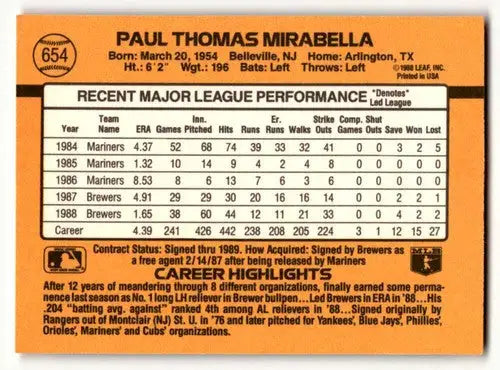 654
PAUL THOMAS MIRABELLA
Born: March 20, 1954 Belleville, NJ Home: Arlington, TX
Ht.: 6'2" Wgt.: 196 Bats: Left Throws: Left
©1988 LEAF, INC.
Printed in USA
RECENT MAJOR LEAGUE PERFORMANCE *Denotes" Led League
Year Team Name ERA G Inn. Pitched Hits Runs Er. Runs Walks Strike Outs Comp. Games Shut Outs Save Won Lost
1984 Mariners 4.37 52 68 74 39 33 32 41 0 0 3 2 5
1985 Mariners 1.32 10 14 9 4 2 4 8 0 0 0 0 0
1986 Mariners 8.53 8 6 13 7 6 3 6 0 0 0 0 0
1987 Brewers 4.91 29 29 30 20 16 16 14 0 0 2 2 1
1988 Brewers 1.65 38 60 44 12 11 21 33 0 0 4 2 2
Career 4.39 241 426 442 238 208 205 224 3 1 12 15 27
Contract Status: Signed thru 1989. How Acquired: Signed by Brewers as
a free agent 2/14/87 after being released by Mariners
CAREER HIGHLIGHTS
After 12 years of meandering through 8 different organizations, finally earned some per-
manence last season as No. 1 long LH reliever in Brewer bullpen...Led Brewers in ERA in '88...His
.204 "batting avg. against" ranked 4th among AL relievers in '88...Signed originally by
Rangers out of Montclair (NJ) St. U. in '76 and later pitched for Yankees', Blue Jays', Phillies',
Orioles', Mariners' and Cubs' organizations.